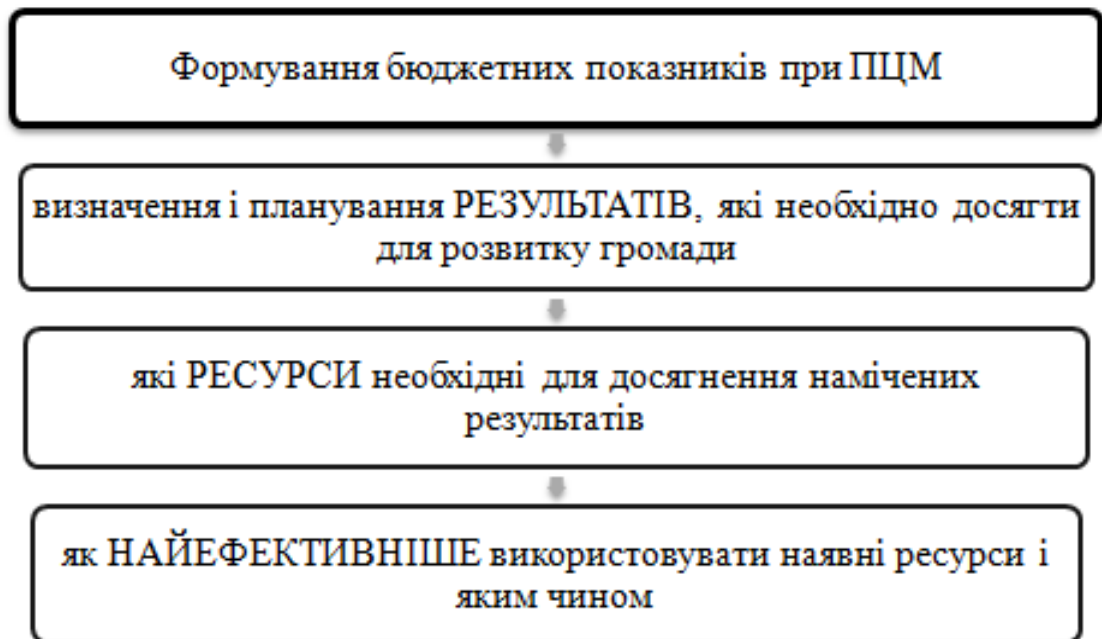 Формування бюджетних показників при ПЦМ
визначення і планування РЕЗУЛЬТАТІВ, які необхідно досягти
для розвитку громади
які РЕСУРСИ необхідні для досягнення намічених
результатів
як НАЙЕФЕКТИВНІШЕ використовувати наявні ресурси і
яким чином